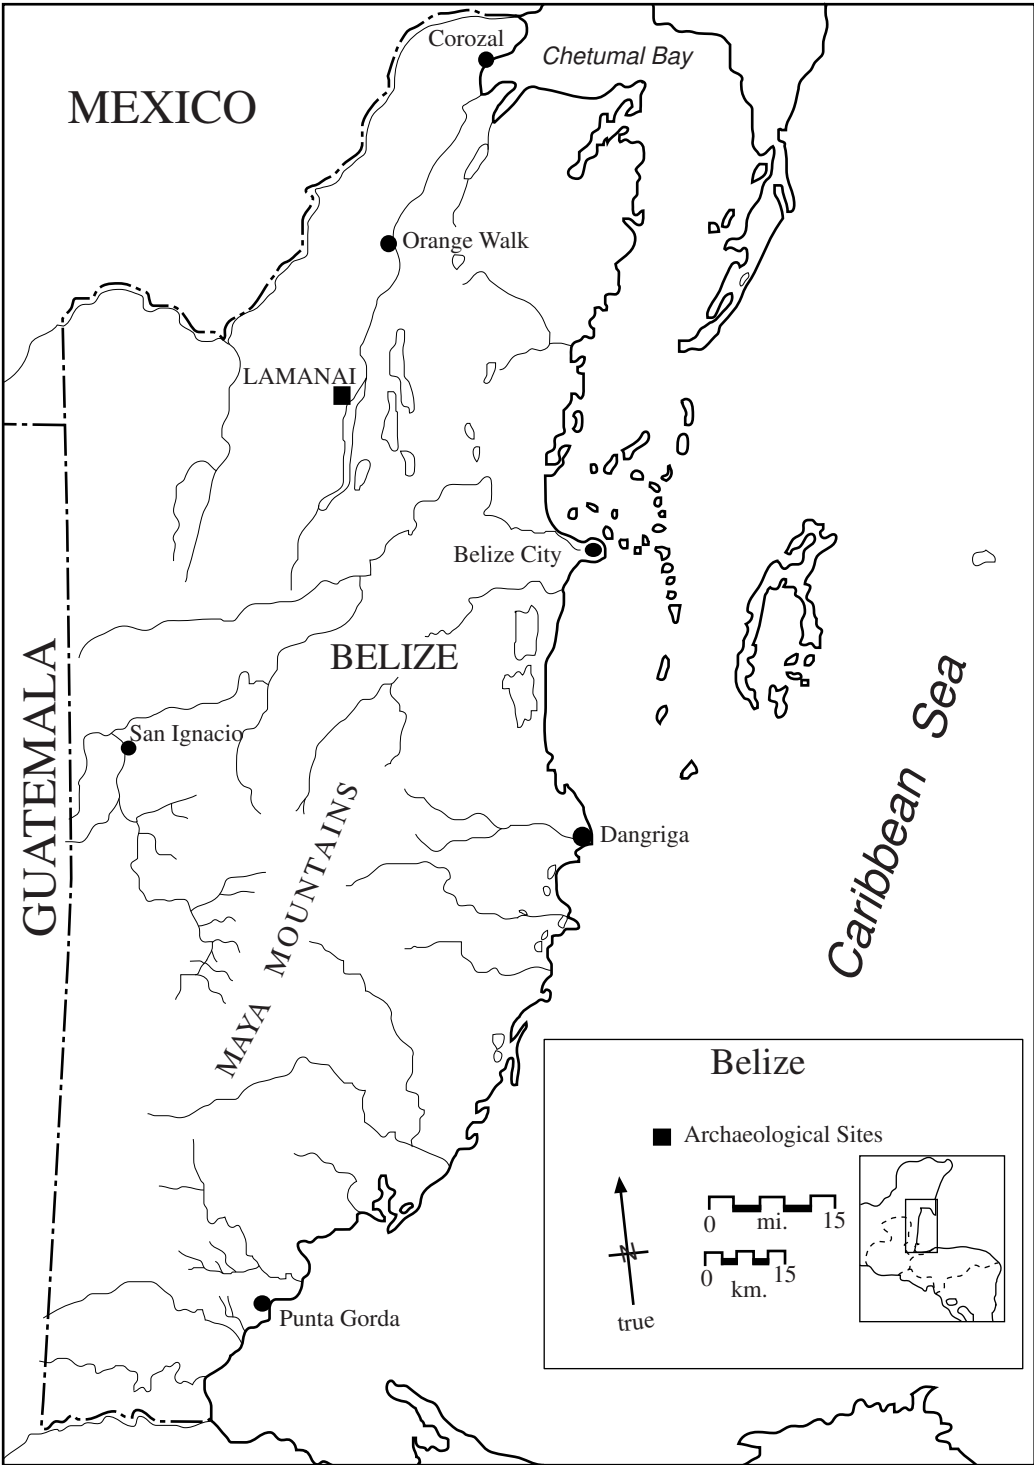 Corozal
Chetumal Bay
MEXICO
Orange Walk
LAMANAI
Belize City
BELIZE
GUATEMALA
San Ignacio
MAYA MOUNTAINS
Dangriga
Caribbean Sea
Punta Gorda
Belize
Archaeological Sites
N
true
0 mi. 15
0 15
km.